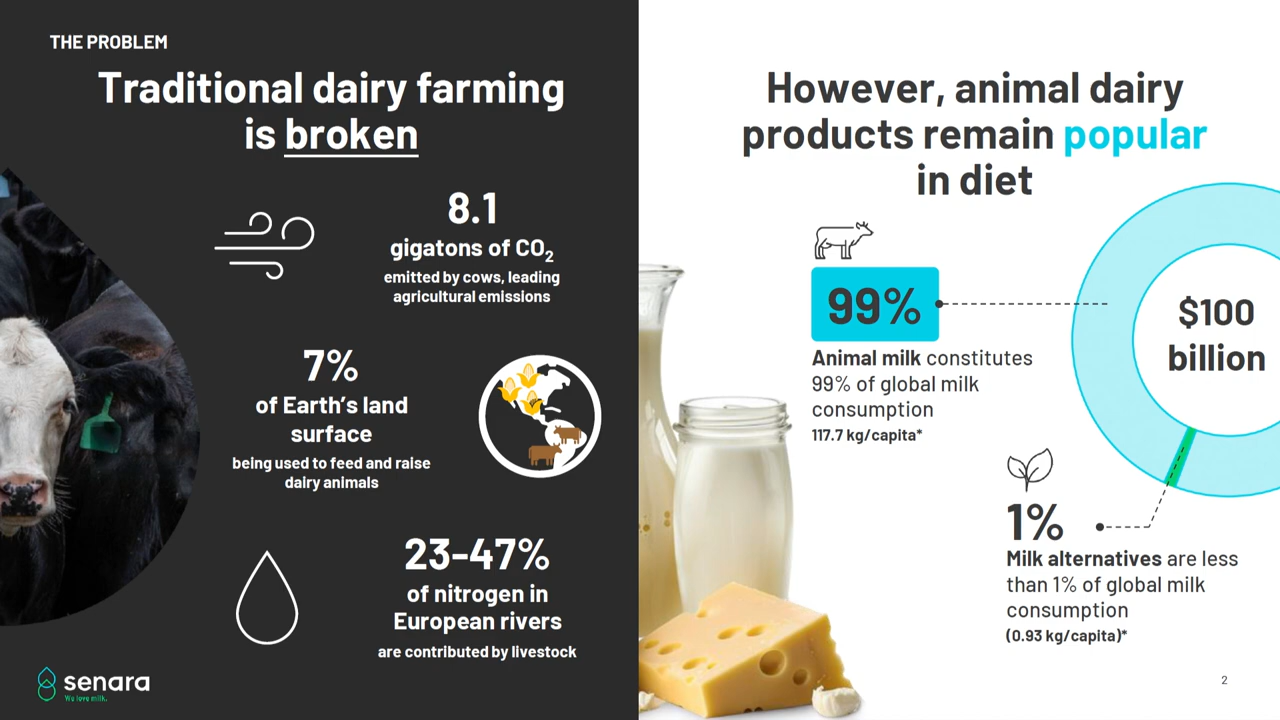 THE PROBLEM
Traditional dairy farming
is broken
8.1
gigatons of CO₂
emitted by cows, leading
agricultural emissions
7%
of Earth's land
surface
being used to feed and raise
dairy animals
23-47%
of nitrogen in
European rivers
are contributed by livestock
senara
We love milk.
However, animal dairy
products remain popular
in diet
99%
Animal milk constitutes
99% of global milk
consumption
117.7 kg/capita*
$100
billion
1%
Milk alternatives are less
than 1% of global milk
consumption
(0.93 kg/capita)*
2